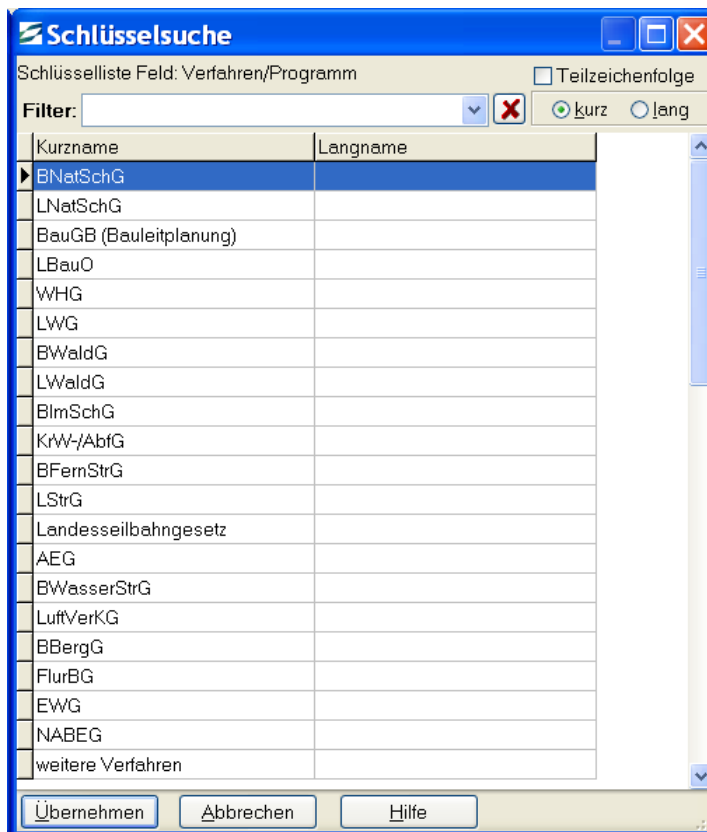 Schlüsselsuche
Schlüsselliste Feld: Verfahren/Programm
Teilzeichenfolge
Filter:
kurz lang
Kurzname Langname
BNatSchG
LNatSchG
BauGB (Bauleitplanung)
LBauO
WHG
LWG
BWaldG
LWaldG
BImSchG
KrW-/AbfG
BFernStrG
LStrG
Landesseilbahngesetz
AEG
BWasserStrG
LuftVerKG
BBergG
FlurBG
EWG
NABEG
weitere Verfahren
Übernehmen Abbrechen Hilfe